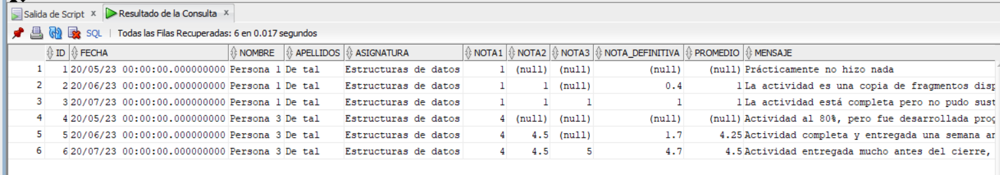 Salida de Script x Resultado de la Consulta x
SQL | Todas las Filas Recuperadas: 6 en 0.017 segundos
ID FECHA NOMBRE APELLIDOS ASIGNATURA NOTA1 NOTA2 NOTA3 NOTA_DEFINITIVA PROMEDIO MENSAJE
1 1 20/05/23 00:00:00.000000000 Persona 1 De tal Estructuras de datos 1 (null) (null) (null) (null) Prácticamente no hizo nada
2 2 20/06/23 00:00:00.000000000 Persona 1 De tal Estructuras de datos 1 1 (null) 0.4 1 La actividad es una copia de fragmentos disp
3 3 20/07/23 00:00:00.000000000 Persona 1 De tal Estructuras de datos 1 1 1 1 1 La actividad está completa pero no pudo sust
4 4 20/05/23 00:00:00.000000000 Persona 3 De tal Estructuras de datos 4 (null) (null) (null) (null) Actividad al 80%, pero fue desarrollada prog
5 5 20/06/23 00:00:00.000000000 Persona 3 De tal Estructuras de datos 4 4.5 (null) 1.7 4.25 Actividad completa y entregada una semana an
6 6 20/07/23 00:00:00.000000000 Persona 3 De tal Estructuras de datos 4 4.5 5 4.7 4.5 Actividad entregada mucho antes del cierre,